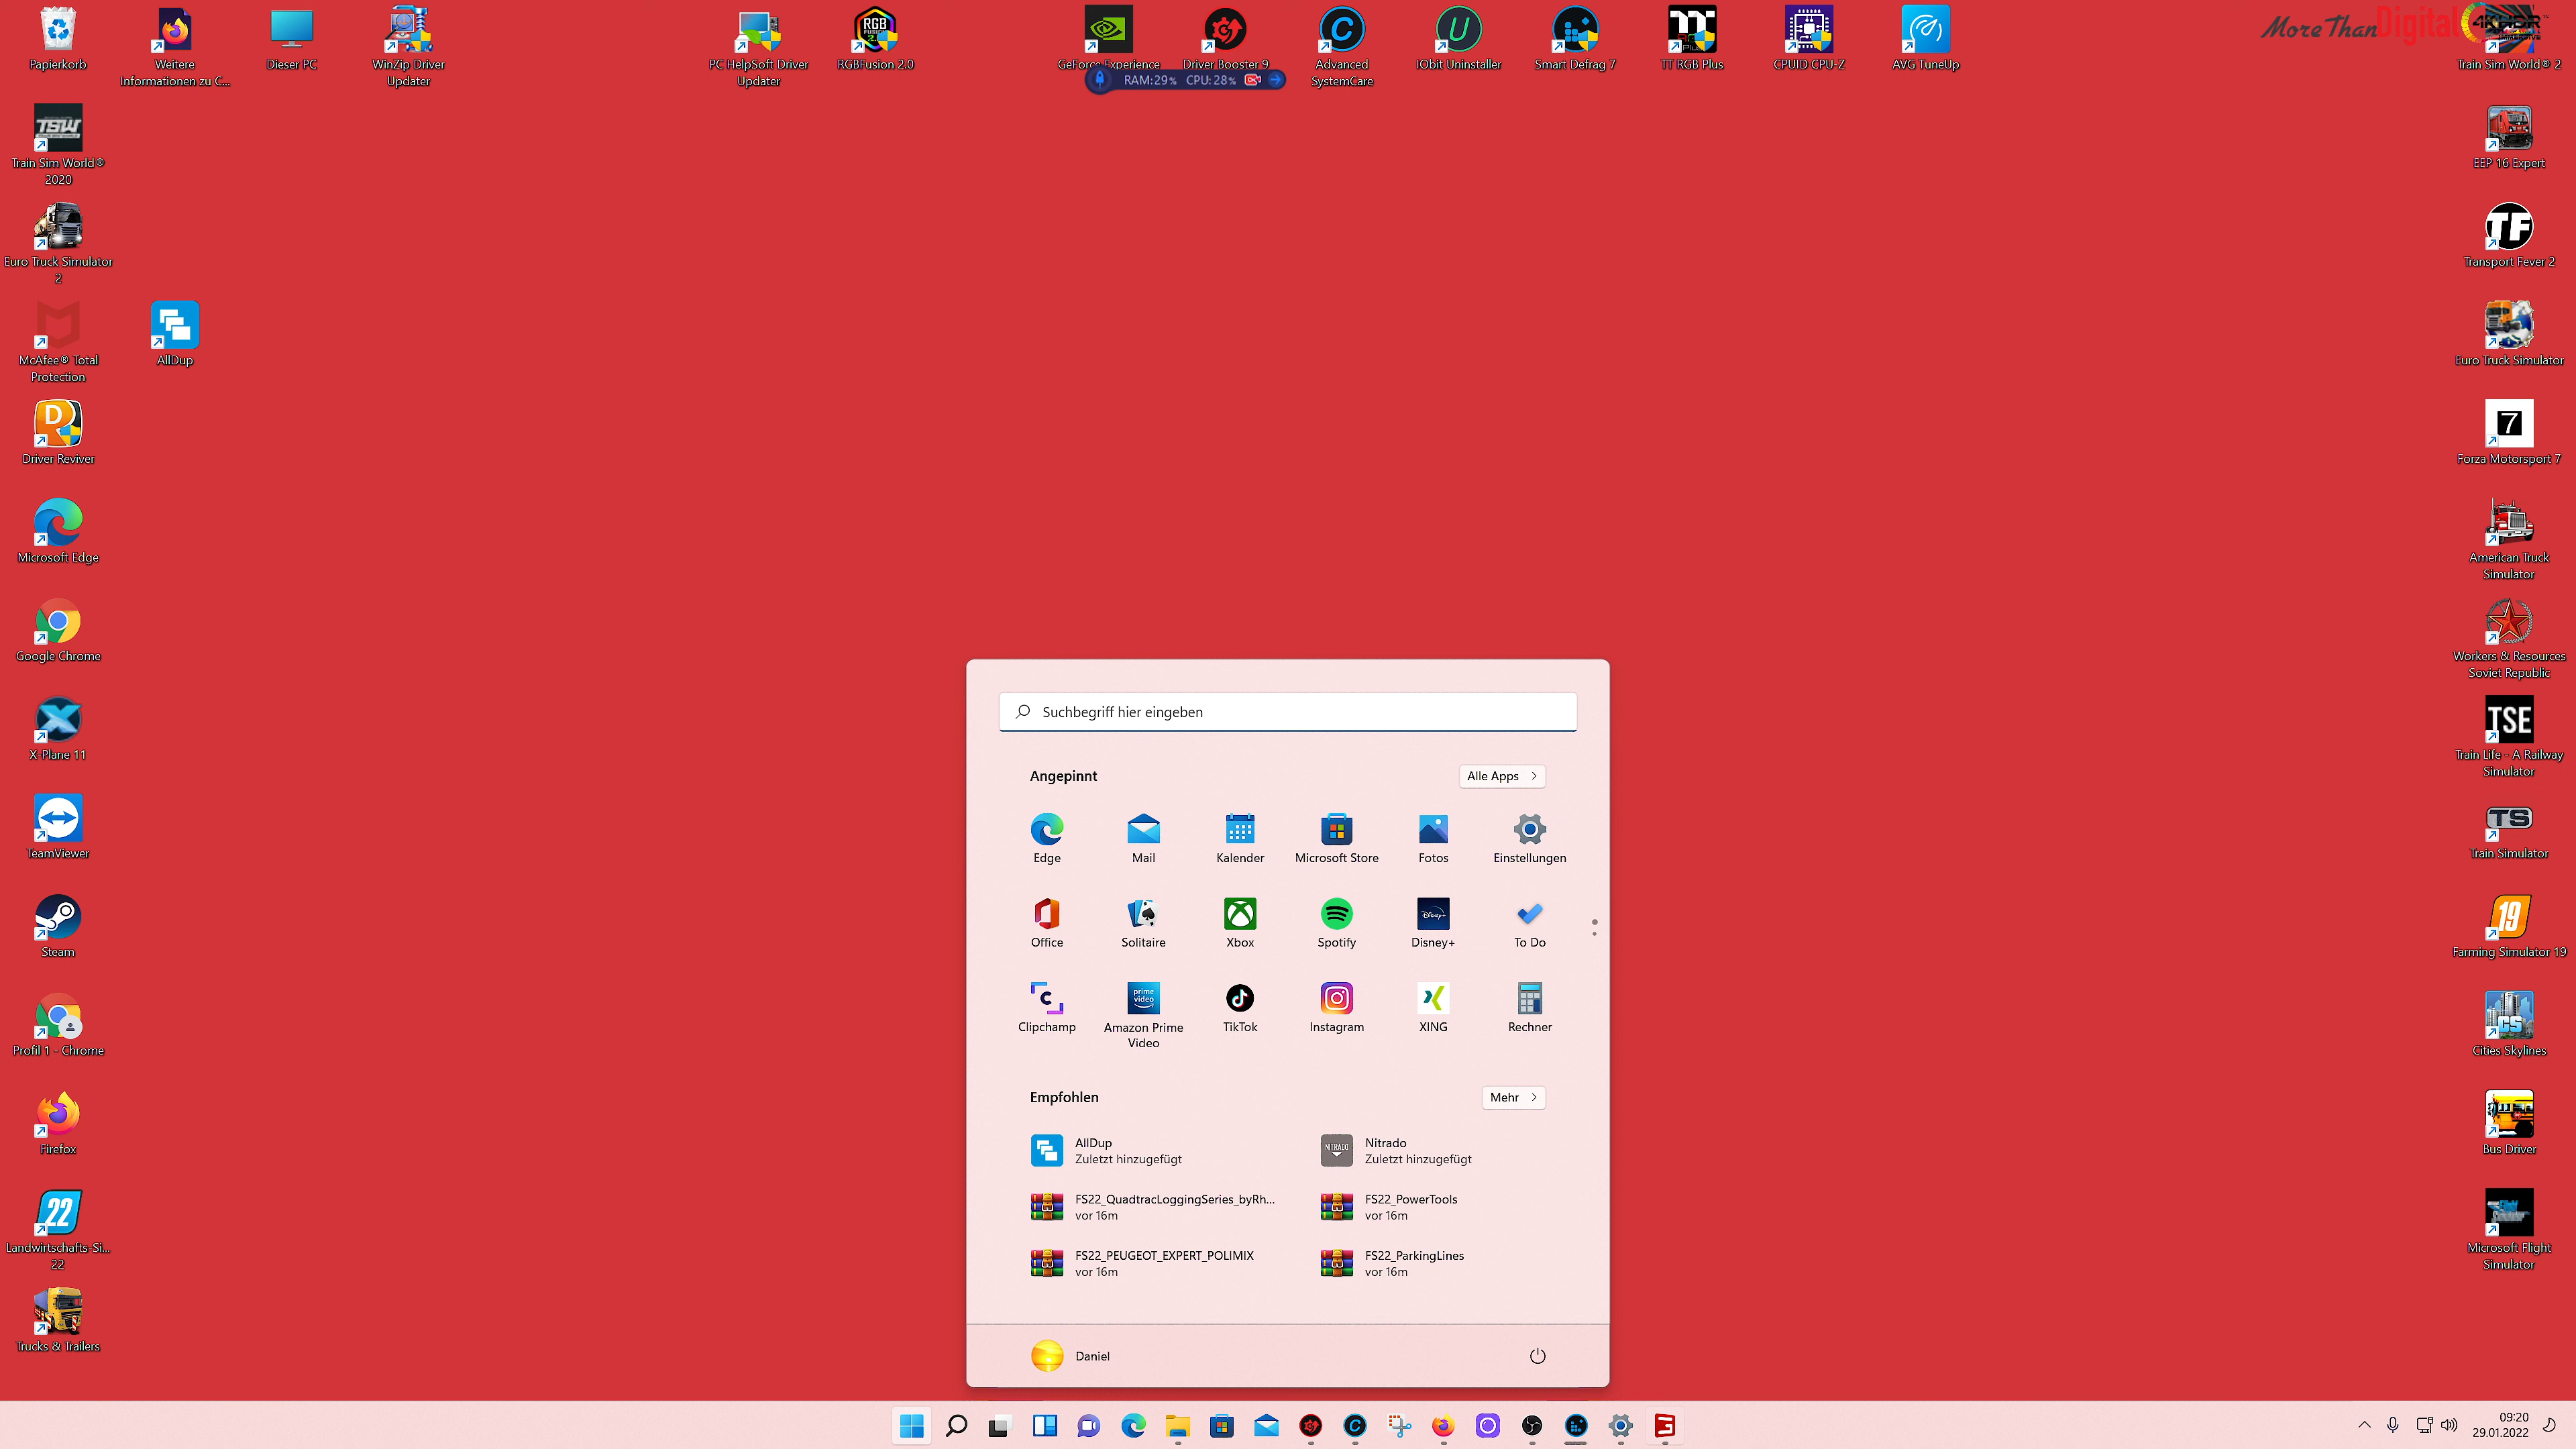 Papierkorb
Weitere
Informationen zu C...
Dieser PC
WinZip Driver
Updater
PC HelpSoft Driver
Updater
RGBFusion 2.0
GeForce Experience
Driver Booster 9
Advanced
SystemCare
IObit Uninstaller
Smart Defrag 7
TT RGB Plus
CPUID CPU-Z
AVG TuneUp
More Than Digital
Train Sim World® 2
RAM:29% CPU:28%
Train Sim World®
2020
EEP 16 Expert
Euro Truck Simulator
2
Transport Fever 2
McAfee® Total
Protection
AllDup
Euro Truck Simulator
Driver Reviver
Forza Motorsport 7
Microsoft Edge
American Truck
Simulator
Google Chrome
Workers & Resources
Soviet Republic
X-Plane 11
Train Life - A Railway
Simulator
TeamViewer
Train Simulator
Steam
Farming Simulator 19
Profil 1 - Chrome
Cities Skylines
Firefox
Bus Driver
Landwirtschafts-Si...
22
Microsoft Flight
Simulator
Trucks & Trailers
Suchbegriff hier eingeben
Angepinnt
Alle Apps
Edge
Mail
Kalender
Microsoft Store
Fotos
Einstellungen
Office
Solitaire
Xbox
Spotify
Disney+
To Do
Clipchamp
Amazon Prime
Video
TikTok
Instagram
XING
Rechner
Empfohlen
Mehr
AllDup
Zuletzt hinzugefügt
Nitrado
Zuletzt hinzugefügt
FS22_QuadtracLoggingSeries_byRh...
vor 16m
FS22_PowerTools
vor 16m
FS22_PEUGEOT_EXPERT_POLIMIX
vor 16m
FS22_ParkingLines
vor 16m
Daniel
09:20
29.01.2022